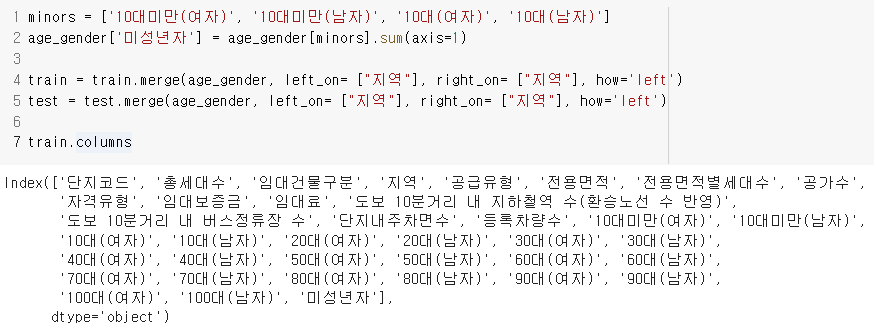 1 minors = ['10대미만(여자)', '10대미만(남자)', '10대(여자)', '10대(남자)']
2 age_gender['미성년자'] = age_gender[minors].sum(axis=1)
3
4 train = train.merge(age_gender, left_on= ["지역"], right_on= ["지역"], how='left')
5 test = test.merge(age_gender, left_on= ["지역"], right_on= ["지역"], how='left')
6
7 train.columns
Index(['단지코드', '총세대수', '임대건물구분', '지역', '공급유형', '전용면적', '전용면적별세대수', '공가수',
'자격유형', '임대보증금', '임대료', '도보 10분거리 내 지하철역 수(환승노선 수 반영)',
'도보 10분거리 내 버스정류장 수', '단지내주차면수', '등록차량수', '10대미만(여자)', '10대미만(남자)',
'10대(여자)', '10대(남자)', '20대(여자)', '20대(남자)', '30대(여자)', '30대(남자)',
'40대(여자)', '40대(남자)', '50대(여자)', '50대(남자)', '60대(여자)', '60대(남자)',
'70대(여자)', '70대(남자)', '80대(여자)', '80대(남자)', '90대(여자)', '90대(남자)',
'100대(여자)', '100대(남자)', '미성년자'],
dtype='object')